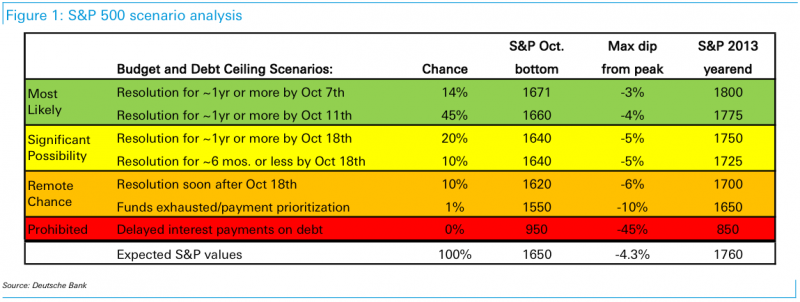 Figure 1: S&P 500 scenario analysis
S&P Oct. Max dip S&P 2013
Budget and Debt Ceiling Scenarios: Chance bottom from peak yearend
Most Likely
Resolution for ~1yr or more by Oct 7th 14% 1671 -3% 1800
Resolution for ~1yr or more by Oct 11th 45% 1660 -4% 1775
Significant Possibility
Resolution for ~1yr or more by Oct 18th 20% 1640 -5% 1750
Resolution for ~6 mos. or less by Oct 18th 10% 1640 -5% 1725
Remote Chance
Resolution soon after Oct 18th 10% 1620 -6% 1700
Funds exhausted/payment prioritization 1% 1550 -10% 1650
Prohibited Delayed interest payments on debt 0% 950 -45% 850
Expected S&P values 100% 1650 -4.3% 1760
Source: Deutsche Bank